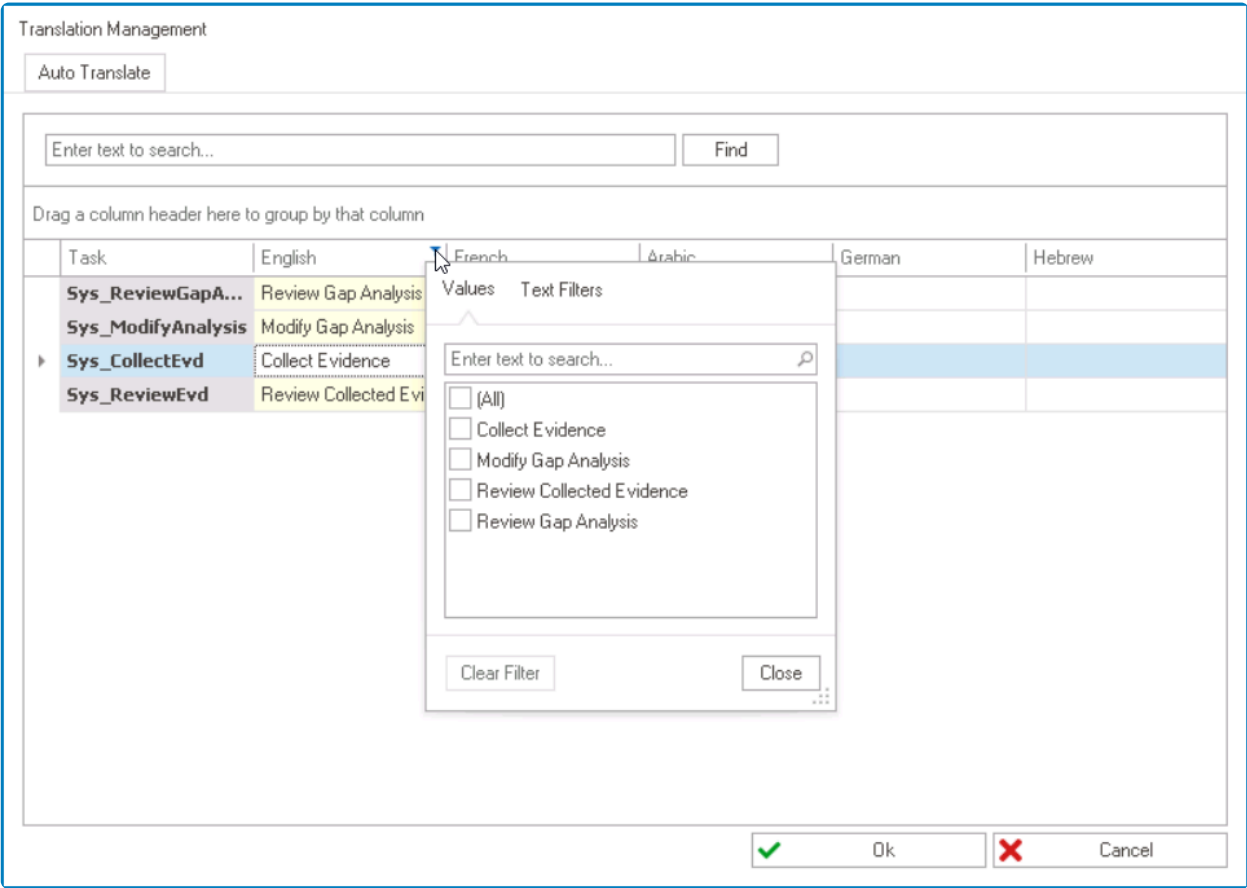 Translation Management
Auto Translate
Enter text to search...
Find
Drag a column header here to group by that column
Task English French Arabic German Hebrew
Sys_ReviewGapA... Review Gap Analysis
Sys_ModifyAnalysis Modify Gap Analysis
Sys_CollectEvd Collect Evidence
Sys_ReviewEvd Review Collected Evi
Values Text Filters
Enter text to search...
(All)
Collect Evidence
Modify Gap Analysis
Review Collected Evidence
Review Gap Analysis
Clear Filter Close
Ok Cancel